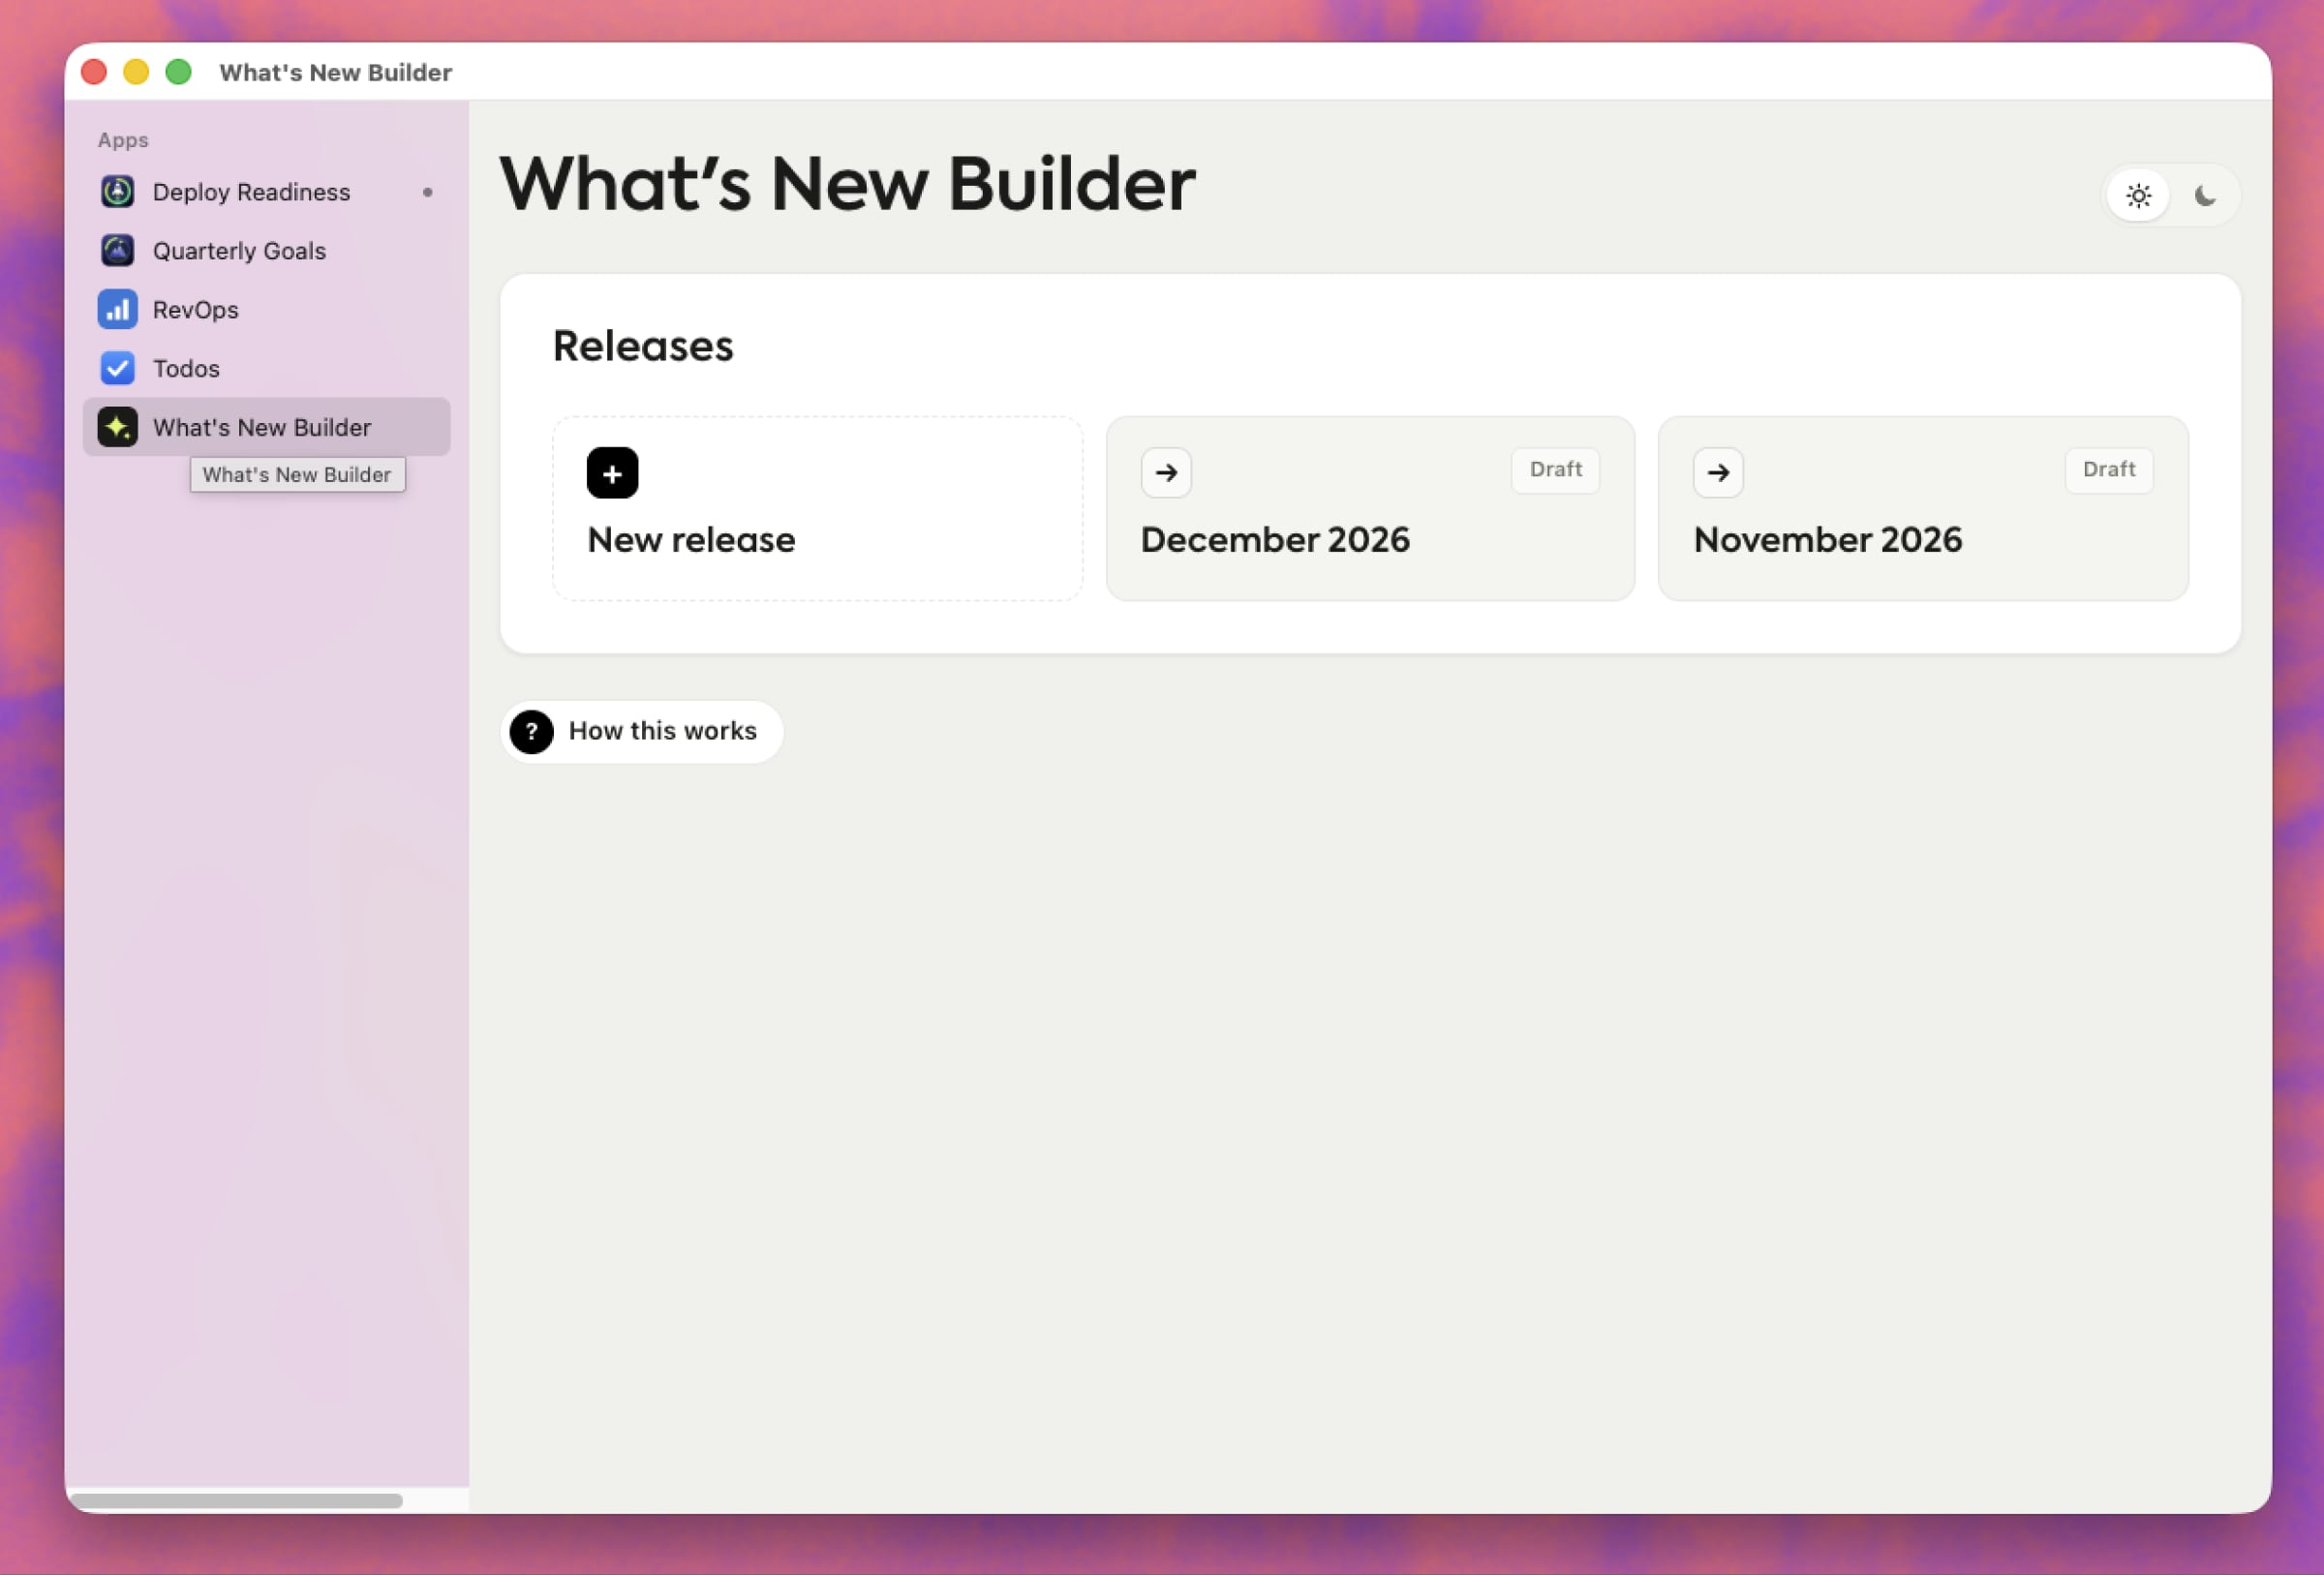 What's New Builder
Apps
Deploy Readiness
Quarterly Goals
RevOps
Todos
What's New Builder
What's New Builder
What’s New Builder
Releases
New release
Draft
December 2026
Draft
November 2026
? How this works